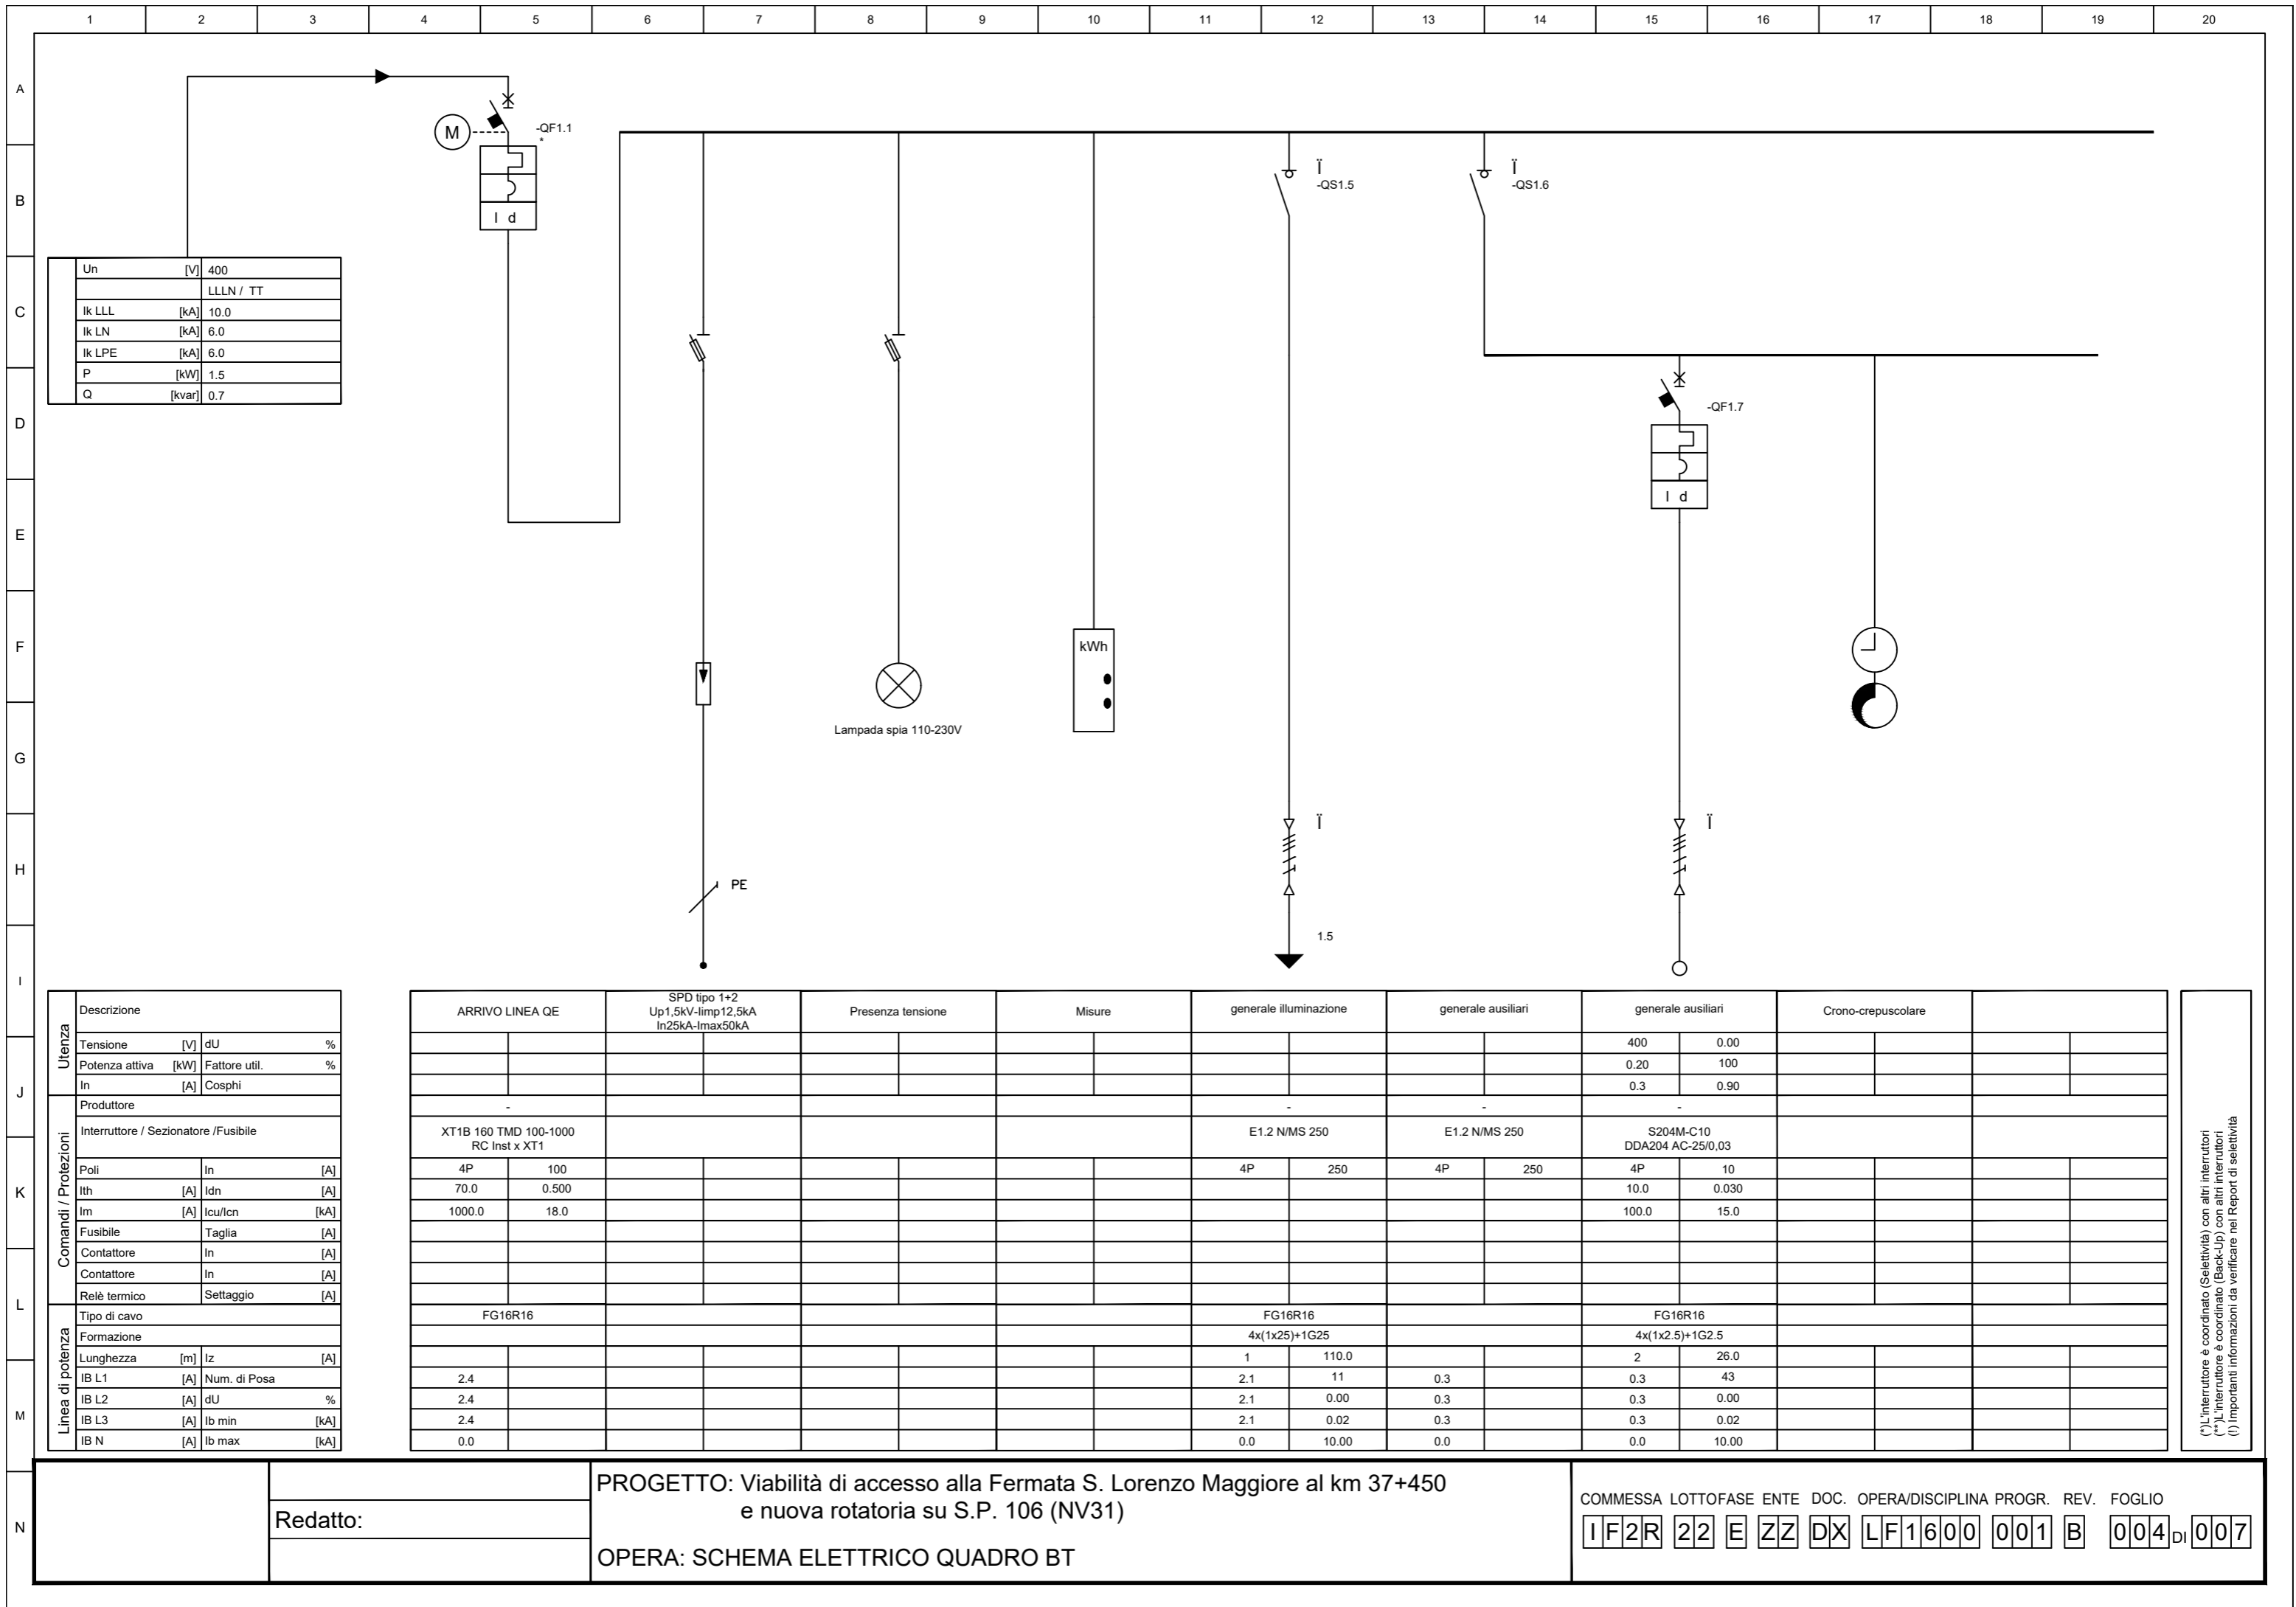 1 2 3 4 5 6 7 8 9 10 11 12 13 14 15 16 17 18 19 20
A
B
C
D
E
F
G
H
I
J
K
L
M
N
M
-QF1.1
*
I d
Ï
-QS1.5
Ï
-QS1.6
Un [V] 400
LLLN / TT
Ik LLL [kA] 10.0
Ik LN [kA] 6.0
Ik LPE [kA] 6.0
P [kW] 1.5
Q [kvar] 0.7
-QF1.7
I d
kWh
Lampada spia 110-230V
Ï
Ï
PE
1.5
Utenza
Descrizione ARRIVO LINEA QE SPD tipo 1+2 Presenza tensione Misure generale illuminazione generale ausiliari generale ausiliari Crono-crepuscolare
Up1,5kV-Iimp12,5kA
In25kA-Imax50kA
Tensione [V] dU % 400 0.00
Potenza attiva [kW] Fattore util. % 0.20 100
In [A] Cosphi 0.3 0.90
Comandi / Protezioni
Produttore - - - -
Interruttore / Sezionatore /Fusibile XT1B 160 TMD 100-1000 E1.2 N/MS 250 E1.2 N/MS 250 S204M-C10
RC Inst x XT1 DDA204 AC-25/0,03
Poli In [A] 4P 100 4P 250 4P 250 4P 10
Ith [A] Idn [A] 70.0 0.500 10.0 0.030
Im [A] Icu/Icn [kA] 1000.0 18.0 100.0 15.0
Fusibile Taglia [A]
Contattore In [A]
Contattore In [A]
Relè termico Settaggio [A]
Linea di potenza
Tipo di cavo FG16R16 FG16R16 FG16R16
Formazione 4x(1x25)+1G25 4x(1x2.5)+1G2.5
Lunghezza [m] Iz [A] 1 110.0 2 26.0
IB L1 [A] Num. di Posa 2.4 2.1 11 0.3 0.3 43
IB L2 [A] dU % 2.4 2.1 0.00 0.3 0.3 0.00
IB L3 [A] Ib min [kA] 2.4 2.1 0.02 0.3 0.3 0.02
IB N [A] Ib max [kA] 0.0 0.0 10.00 0.0 0.0 10.00
(*)L'interruttore è coordinato (Selettività) con altri interruttori
(**)L'interruttore è coordinato (Back-Up) con altri interruttori
(!) Importanti informazioni da verificare nel Report di selettività
Redatto:
PROGETTO: Viabilità di accesso alla Fermata S. Lorenzo Maggiore al km 37+450
e nuova rotatoria su S.P. 106 (NV31)
OPERA: SCHEMA ELETTRICO QUADRO BT
COMMESSA LOTTO FASE ENTE DOC. OPERA/DISCIPLINA PROGR. REV. FOGLIO
IF2R 22 E ZZ DX LF1600 001 B 004 DI 007